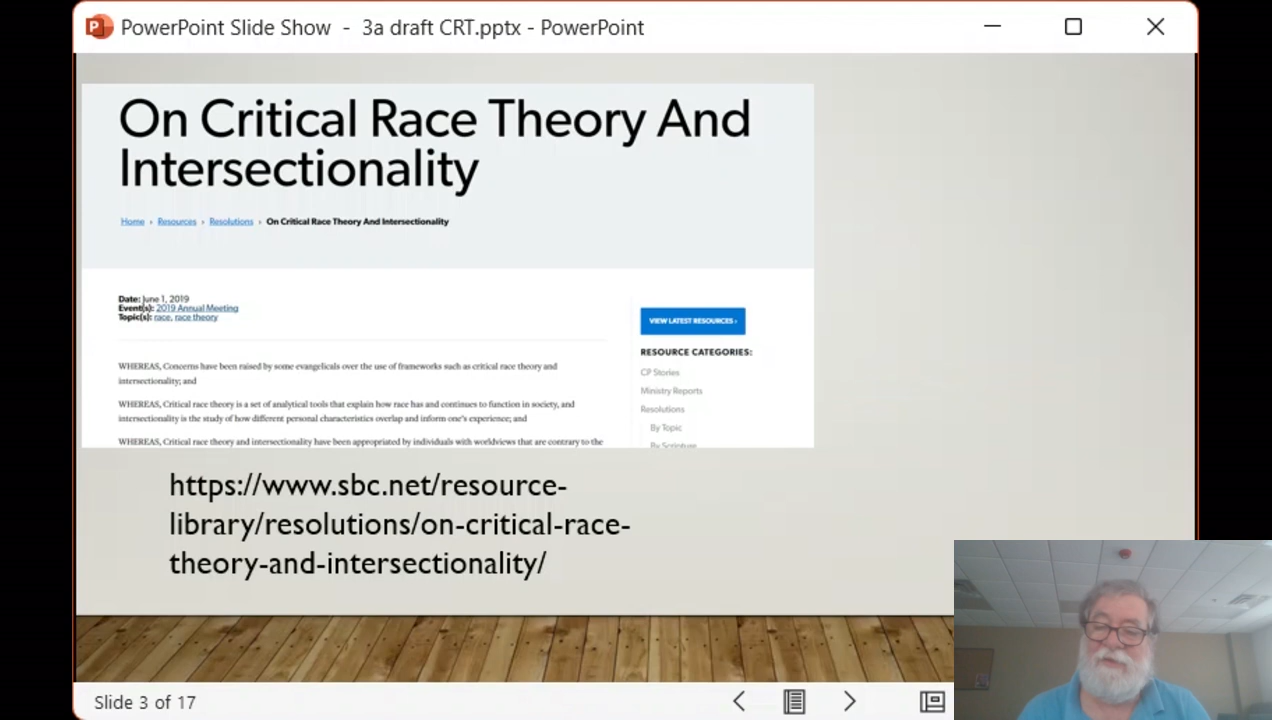 PowerPoint Slide Show - 3a draft CRT.pptx - PowerPoint
On Critical Race Theory And
Intersectionality
Home › Resources › Resolutions › On Critical Race Theory And Intersectionality
Date: June 1, 2019
Event(s): 2019 Annual Meeting
Topic(s): race, race theory
VIEW LATEST RESOURCES ›
RESOURCE CATEGORIES:
CP Stories
Ministry Reports
Resolutions
By Topic
By Scripture
WHEREAS, Concerns have been raised by some evangelicals over the use of frameworks such as critical race theory and
intersectionality; and
WHEREAS, Critical race theory is a set of analytical tools that explain how race has and continues to function in society, and
intersectionality is the study of how different personal characteristics overlap and inform one's experience; and
WHEREAS, Critical race theory and intersectionality have been appropriated by individuals with worldviews that are contrary to the
https://www.sbc.net/resource-
library/resolutions/on-critical-race-
theory-and-intersectionality/
Slide 3 of 17